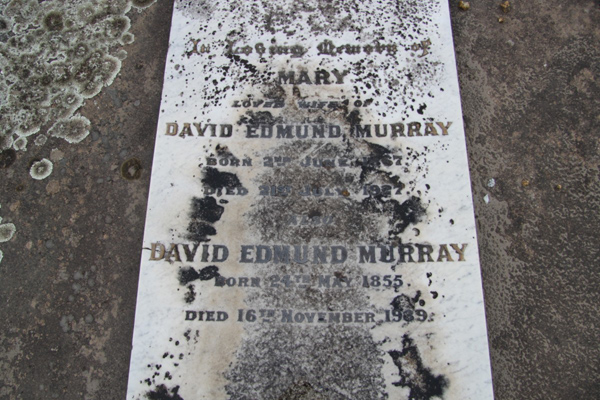 In Loving Memory of
MARY
LOVED WIFE OF
DAVID EDMUND MURRAY
BORN 2ND JUNE
DIED JULY
DAVID EDMUND MURRAY
BORN 24TH MAY 1855
DIED 16TH NOVEMBER 1939.